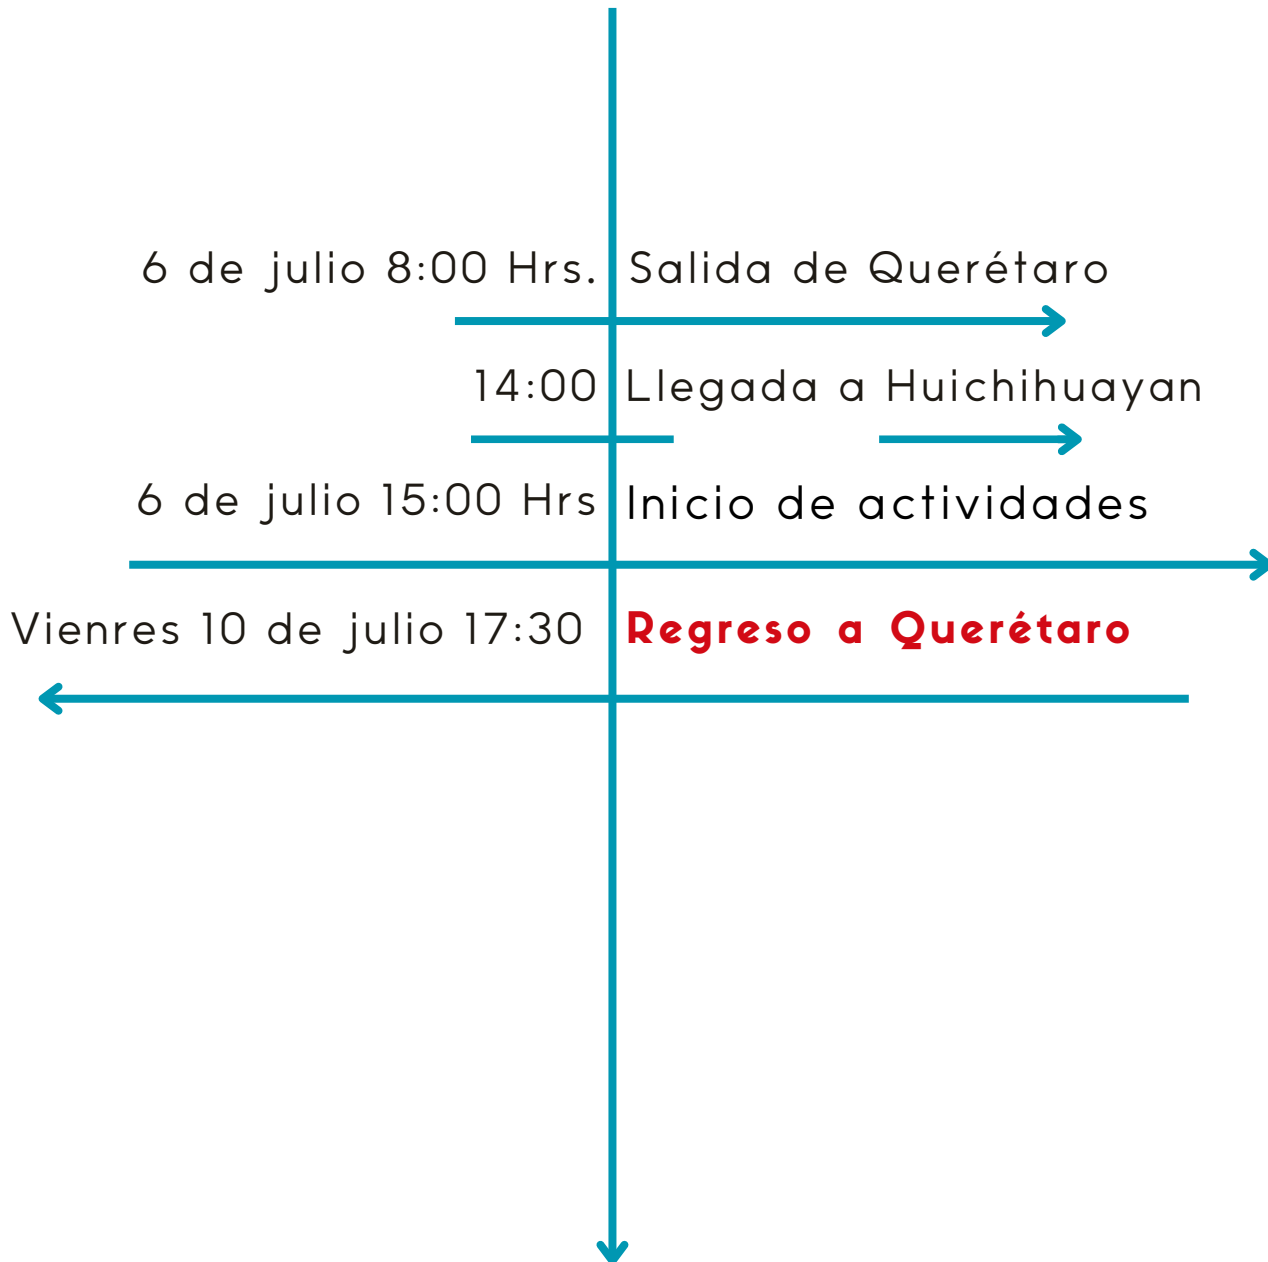 6 de julio 8:00 Hrs. Salida de Querétaro
14:00 Llegada a Huichihuayan
6 de julio 15:00 Hrs Inicio de actividades
Vienres 10 de julio 17:30 Regreso a Querétaro